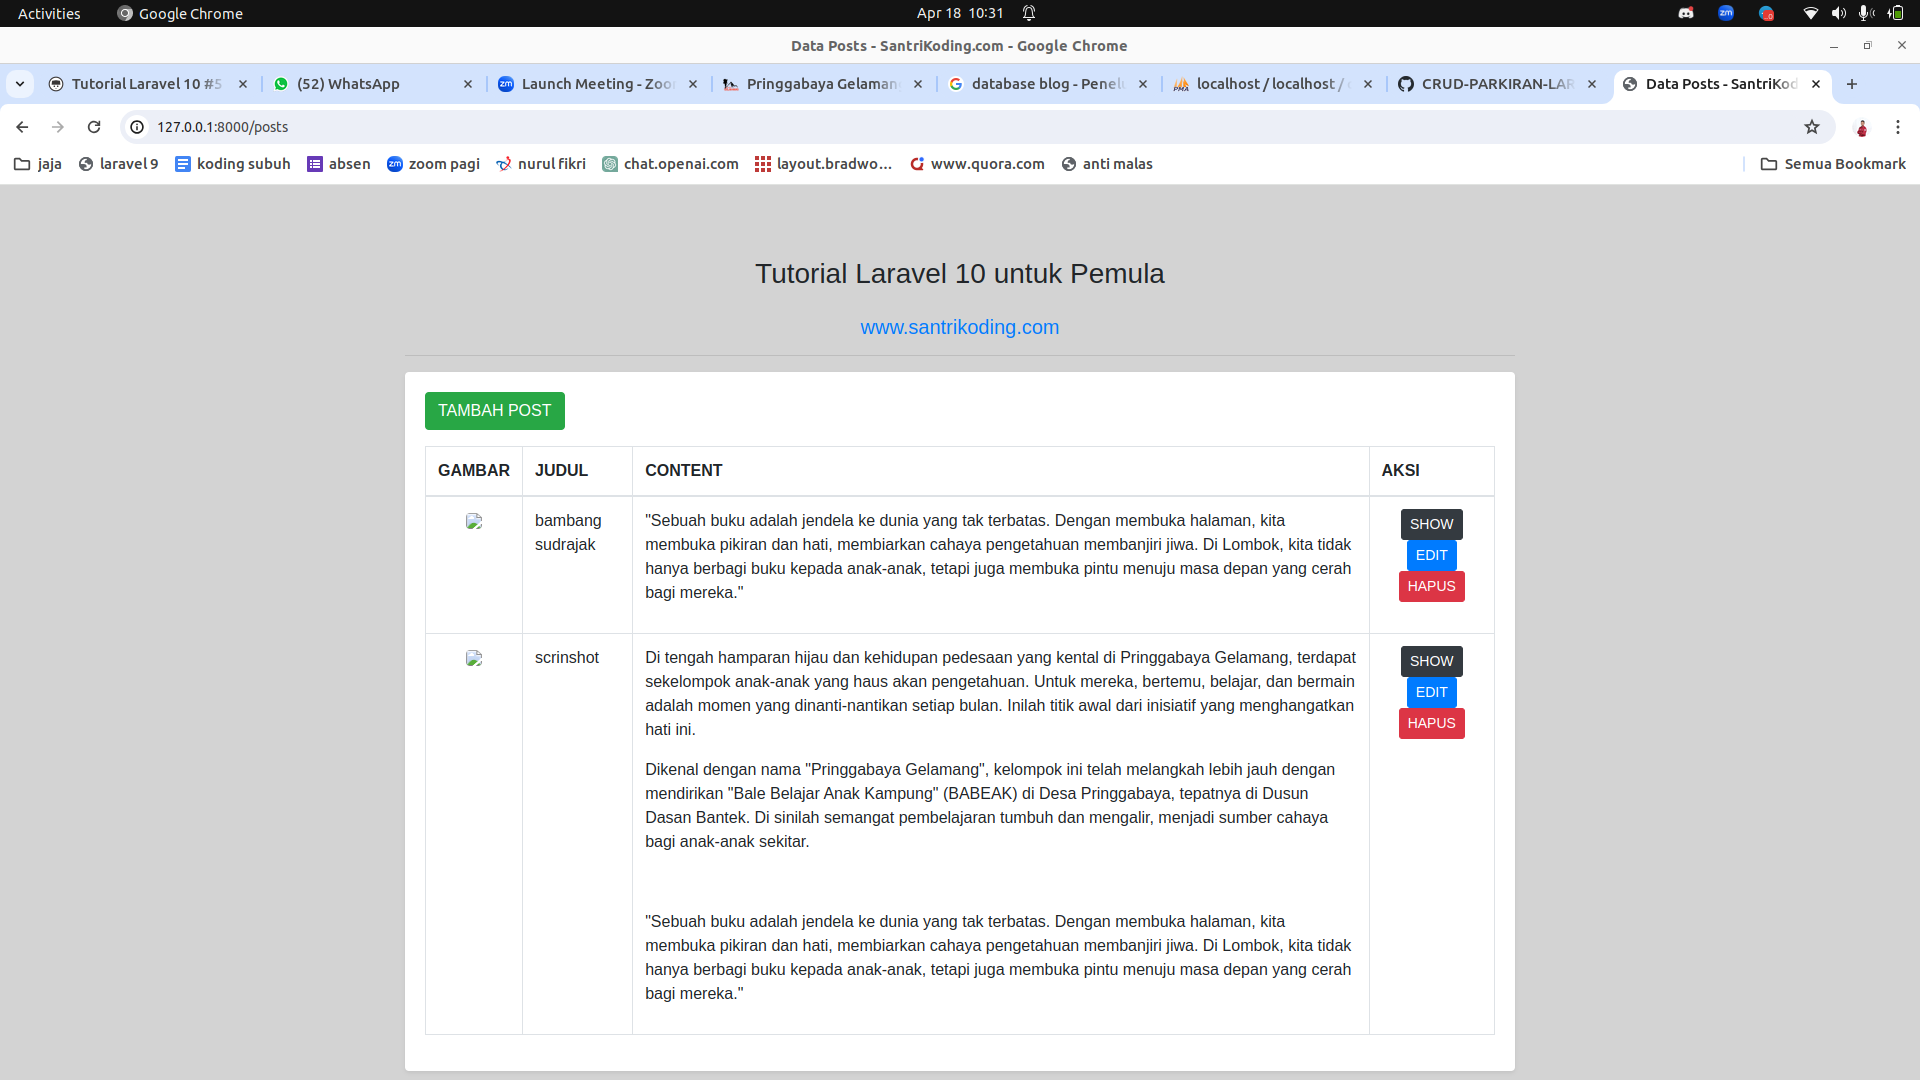 Activities
Google Chrome
Apr 18 10:31
Data Posts - SantriKoding.com - Google Chrome
Tutorial Laravel 10 #5
(52) WhatsApp
Launch Meeting - Zoo
Pringgabaya Gelaman
database blog - Penel
localhost / localhost /
CRUD-PARKIRAN-LAR
Data Posts - SantriKod
127.0.0.1:8000/posts
jaja
laravel 9
koding subuh
absen
zoom pagi
nurul fikri
chat.openai.com
layout.bradwo...
www.quora.com
anti malas
Semua Bookmark
Tutorial Laravel 10 untuk Pemula
www.santrikoding.com
TAMBAH POST
GAMBAR JUDUL CONTENT AKSI
bambang
sudrajak
"Sebuah buku adalah jendela ke dunia yang tak terbatas. Dengan membuka halaman, kita
membuka pikiran dan hati, membiarkan cahaya pengetahuan membanjiri jiwa. Di Lombok, kita tidak
hanya berbagi buku kepada anak-anak, tetapi juga membuka pintu menuju masa depan yang cerah
bagi mereka."
SHOW
EDIT
HAPUS
scrinshot
Di tengah hamparan hijau dan kehidupan pedesaan yang kental di Pringgabaya Gelamang, terdapat
sekelompok anak-anak yang haus akan pengetahuan. Untuk mereka, bertemu, belajar, dan bermain
adalah momen yang dinanti-nantikan setiap bulan. Inilah titik awal dari inisiatif yang menghangatkan
hati ini.
Dikenal dengan nama "Pringgabaya Gelamang", kelompok ini telah melangkah lebih jauh dengan
mendirikan "Bale Belajar Anak Kampung" (BABEAK) di Desa Pringgabaya, tepatnya di Dusun
Dasan Bantek. Di sinilah semangat pembelajaran tumbuh dan mengalir, menjadi sumber cahaya
bagi anak-anak sekitar.
"Sebuah buku adalah jendela ke dunia yang tak terbatas. Dengan membuka halaman, kita
membuka pikiran dan hati, membiarkan cahaya pengetahuan membanjiri jiwa. Di Lombok, kita tidak
hanya berbagi buku kepada anak-anak, tetapi juga membuka pintu menuju masa depan yang cerah
bagi mereka."
SHOW
EDIT
HAPUS